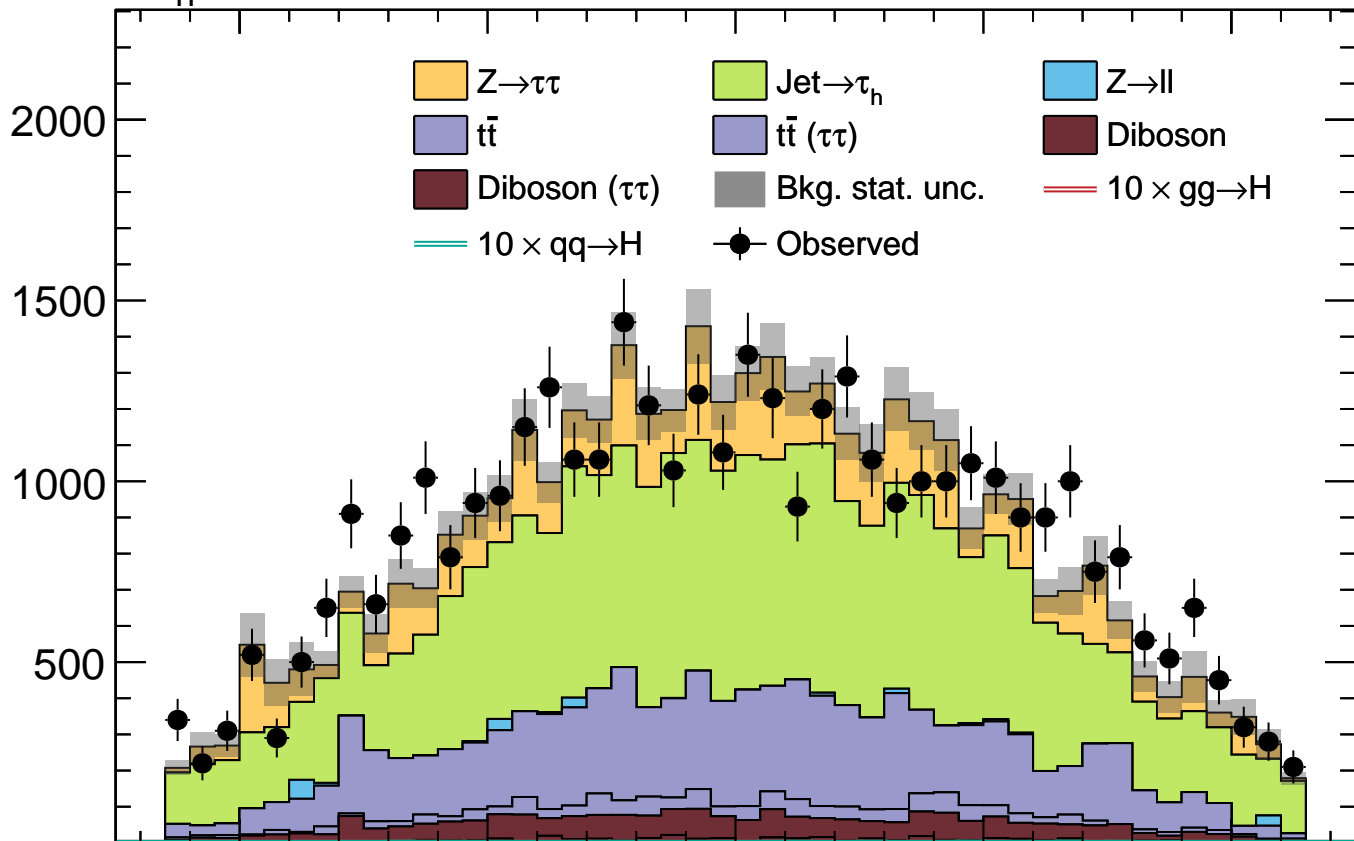 2000
1500
1000
500
Z→ττ Jet→τh Z→ll
tt̄ tt̄ (ττ) Diboson
Diboson (ττ) Bkg. stat. unc. 10 × gg→H
10 × qq→H Observed